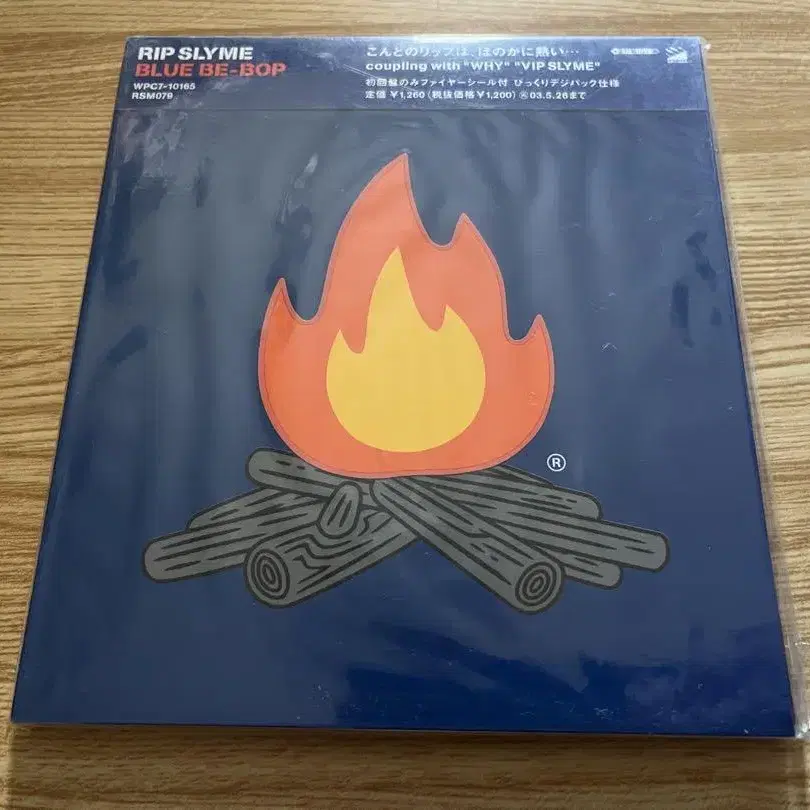 RIP SLYME
BLUE BE-BOP
WPC7-10165
RSM079
こんどのリップは、ほのかに熱い…
coupling with "WHY" "VIP SLYME"
初回盤のみファイヤーシール付 びっくりデジパック仕様
定価 ¥1,260(税抜価格 ¥1,200) 再03.5.26まで
®